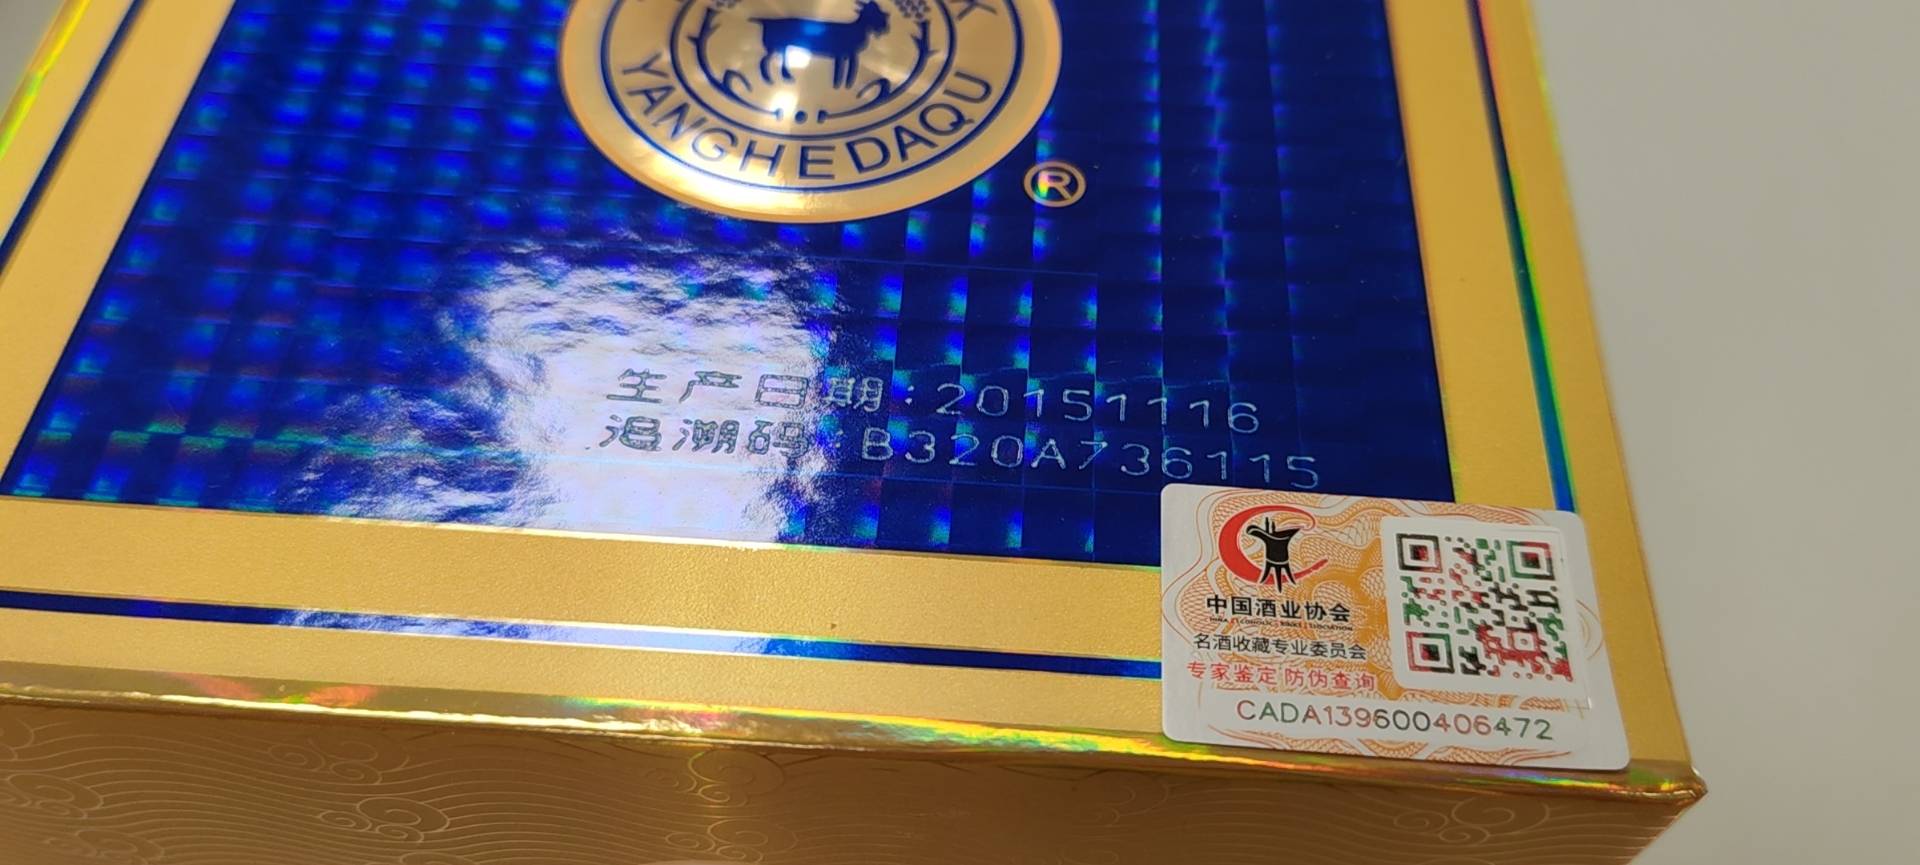 YANGHEDAQU
®
生产日期:20151116
追溯码:B320A736115
中国酒业协会
名酒收藏专业委员会
专家鉴定 防伪查询
CADA139600406472